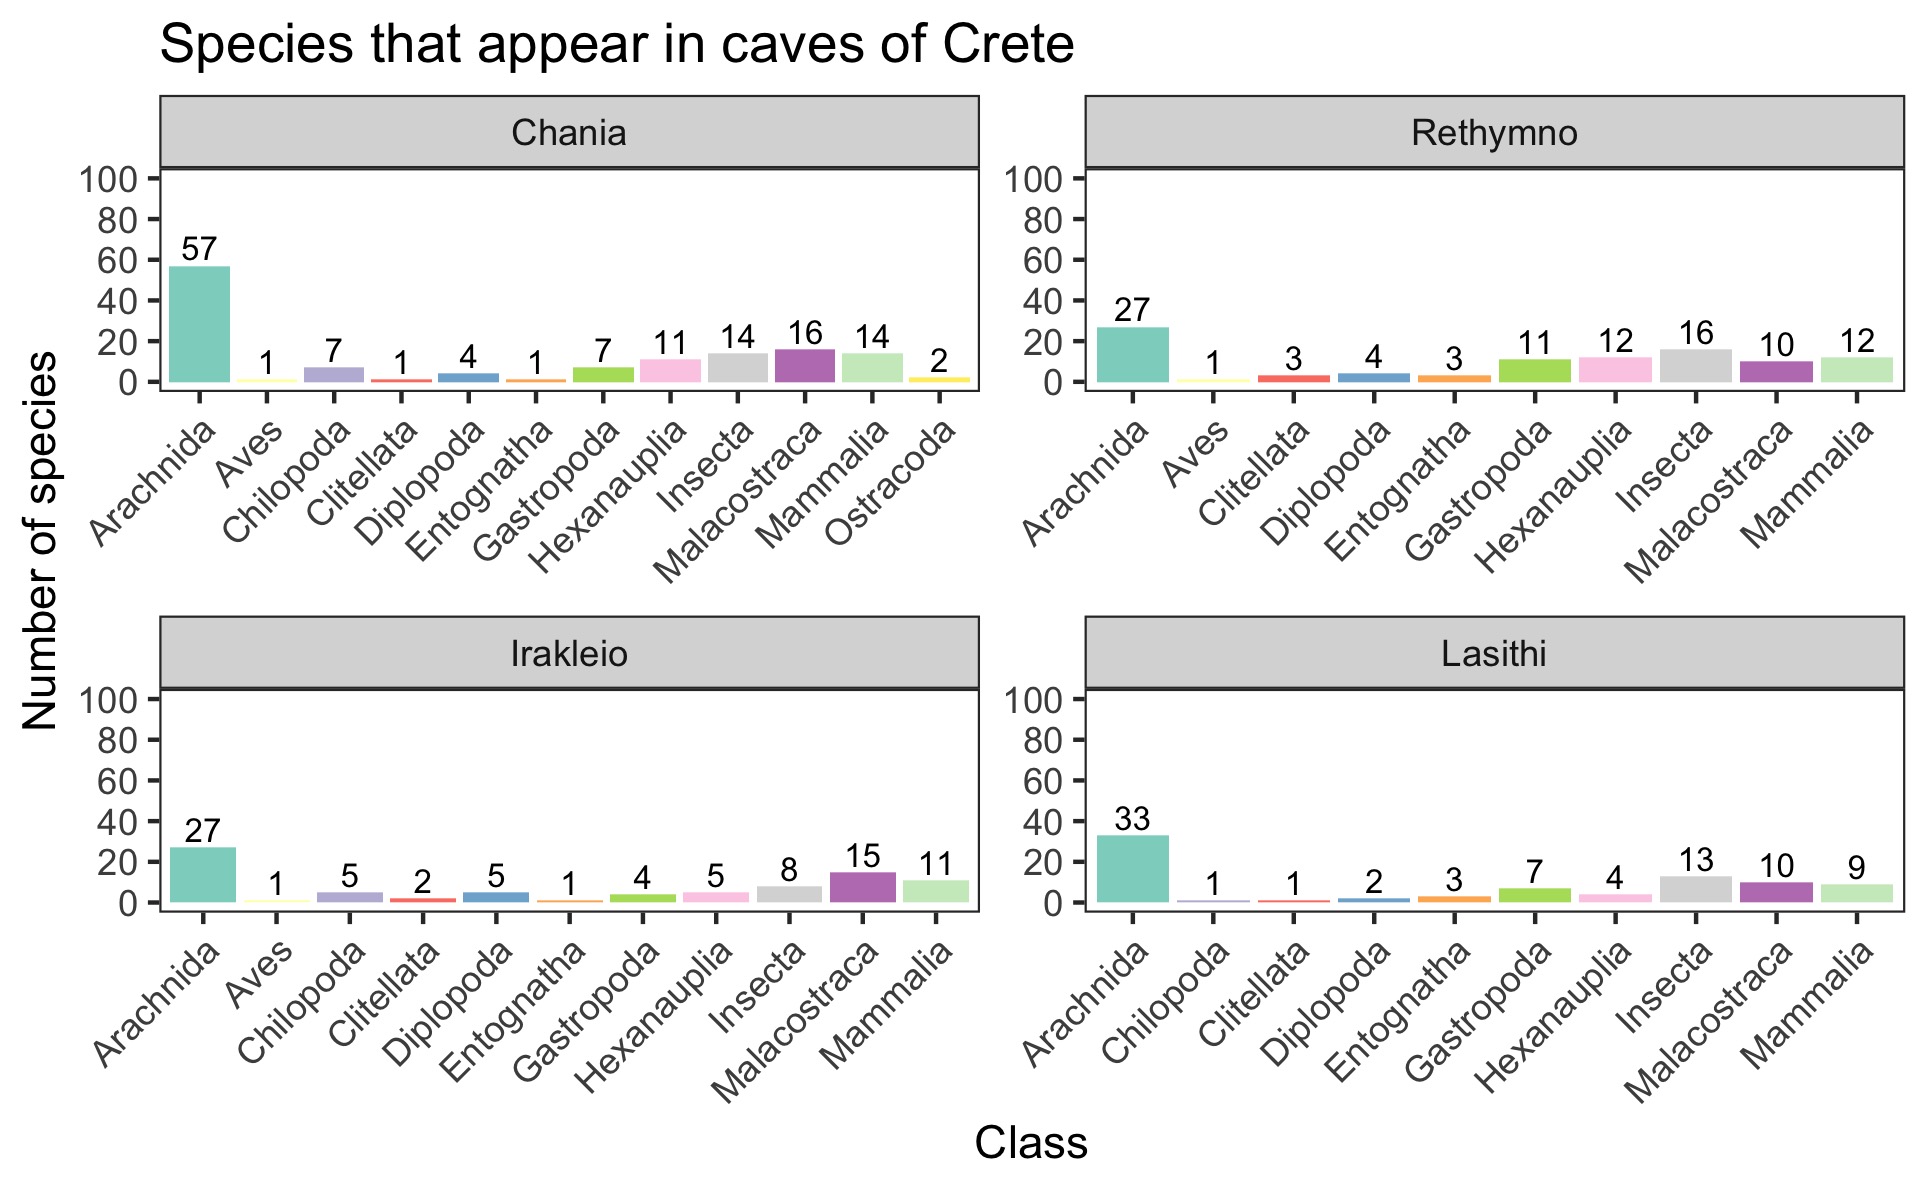 Species that appear in caves of Crete
Number of species
Chania
100
80
60
40
20
0
57
1
7
1
4
1
7
11
14
16
14
2
Arachnida
Aves
Chilopoda
Clitellata
Diplopoda
Entognatha
Gastropoda
Hexanauplia
Insecta
Malacostraca
Mammalia
Ostracoda
Rethymno
100
80
60
40
20
0
27
1
3
4
3
11
12
16
10
12
Arachnida
Aves
Clitellata
Diplopoda
Entognatha
Gastropoda
Hexanauplia
Insecta
Malacostraca
Mammalia
Irakleio
100
80
60
40
20
0
27
1
5
2
5
1
4
5
8
15
11
Arachnida
Aves
Chilopoda
Clitellata
Diplopoda
Entognatha
Gastropoda
Hexanauplia
Insecta
Malacostraca
Mammalia
Lasithi
100
80
60
40
20
0
33
1
1
2
3
7
4
13
10
9
Arachnida
Chilopoda
Clitellata
Diplopoda
Entognatha
Gastropoda
Hexanauplia
Insecta
Malacostraca
Mammalia
Class